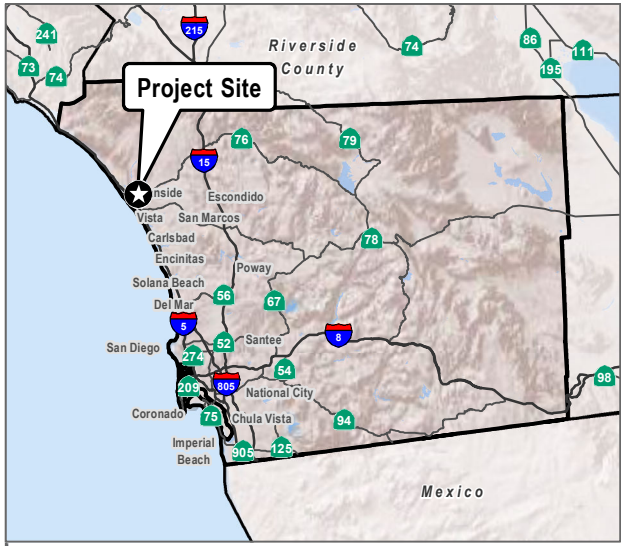 241
215
Riverside
County
74
86
111
73
74
195
Project Site
76
79
15
nside
Escondido
Vista
San Marcos
Carlsbad
78
Encinitas
Poway
Solana Beach
56
67
Del Mar
5
8
San Diego
52
Santee
274
54
98
805
209
National City
Coronado
75
Chula Vista
94
Imperial
Beach
905
125
Mexico